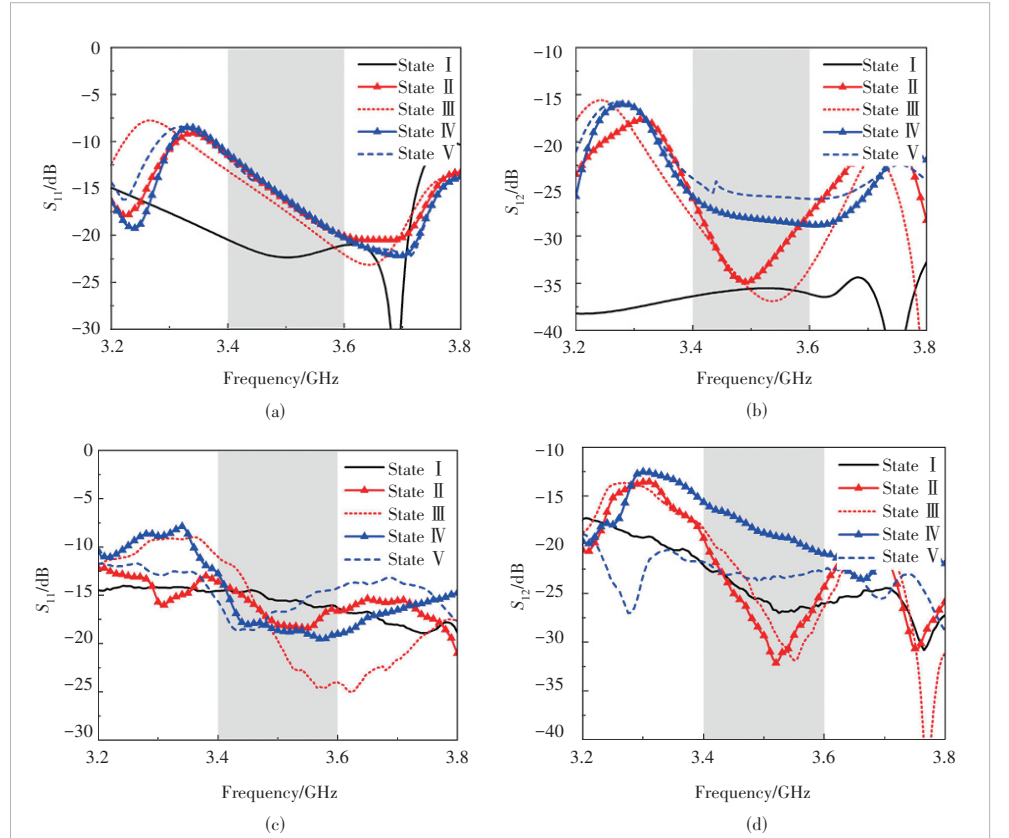 0
−5
−10
−15
−20
−25
−30
S11/dB
State Ⅰ
State Ⅱ
State Ⅲ
State Ⅳ
State Ⅴ
3.2 3.4 3.6 3.8
Frequency/GHz
(a)
−10
−15
−20
−25
−30
−35
−40
S12/dB
State Ⅰ
State Ⅱ
State Ⅲ
State Ⅳ
State Ⅴ
3.2 3.4 3.6 3.8
Frequency/GHz
(b)
0
−5
−10
−15
−20
−25
−30
S11/dB
State Ⅰ
State Ⅱ
State Ⅲ
State Ⅳ
State Ⅴ
3.2 3.4 3.6 3.8
Frequency/GHz
(c)
−10
−15
−20
−25
−30
−35
−40
S12/dB
State Ⅰ
State Ⅱ
State Ⅲ
State Ⅳ
State Ⅴ
3.2 3.4 3.6 3.8
Frequency/GHz
(d)